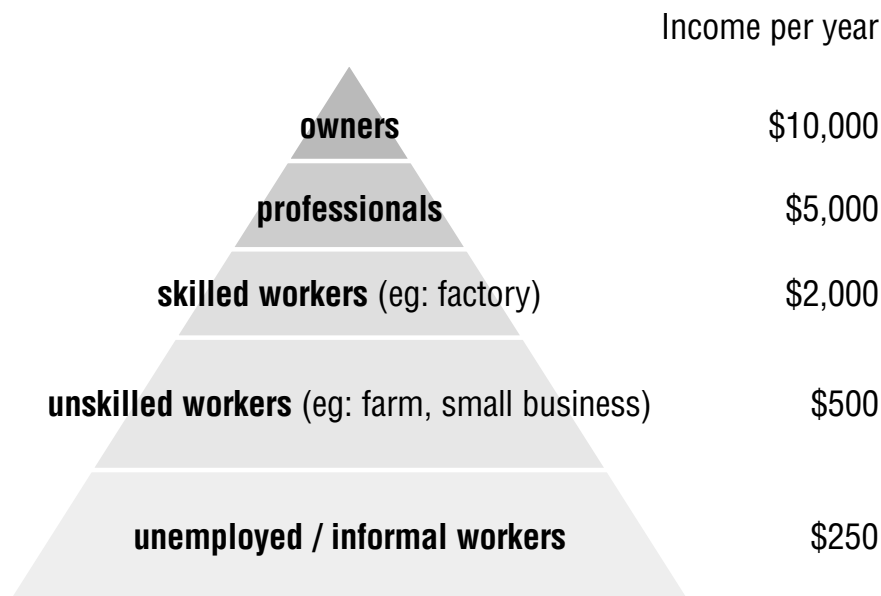 Income per year
owners $10,000
professionals $5,000
skilled workers (eg: factory) $2,000
unskilled workers (eg: farm, small business) $500
unemployed / informal workers $250